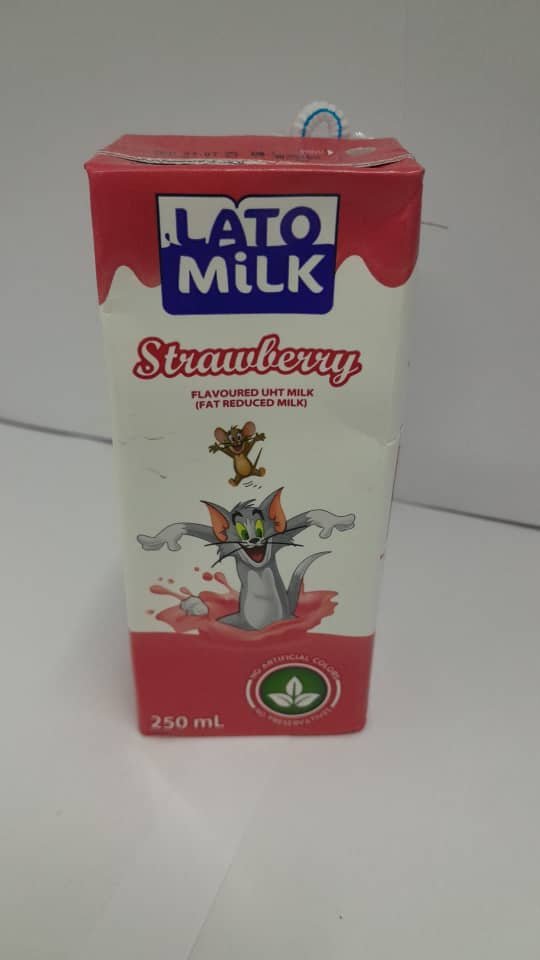 LATO
MiLK
Strawberry
FLAVOURED UHT MILK
(FAT REDUCED MILK)
NO ARTIFICIAL COLORS
NO PRESERVATIVES
250 mL